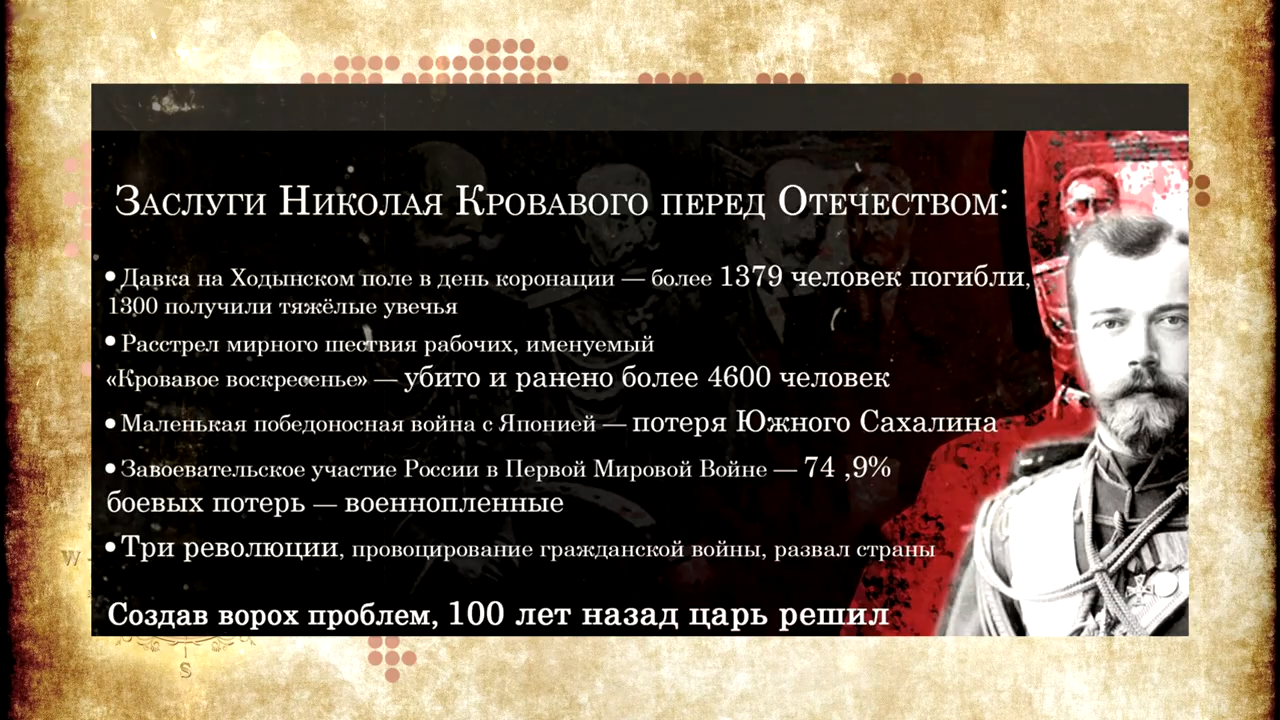 Заслуги Николая Кровавого перед Отечеством:
•Давка на Ходынском поле в день коронации — более 1379 человек погибли,
1300 получили тяжёлые увечья
•Расстрел мирного шествия рабочих, именуемый
«Кровавое воскресенье» — убито и ранено более 4600 человек
•Маленькая победоносная война с Японией — потеря Южного Сахалина
•Завоевательское участие России в Первой Мировой Войне — 74 ,9%
боевых потерь — военнопленные
•Три революции, провоцирование гражданской войны, развал страны
Создав ворох проблем, 100 лет назад царь решил
W
S